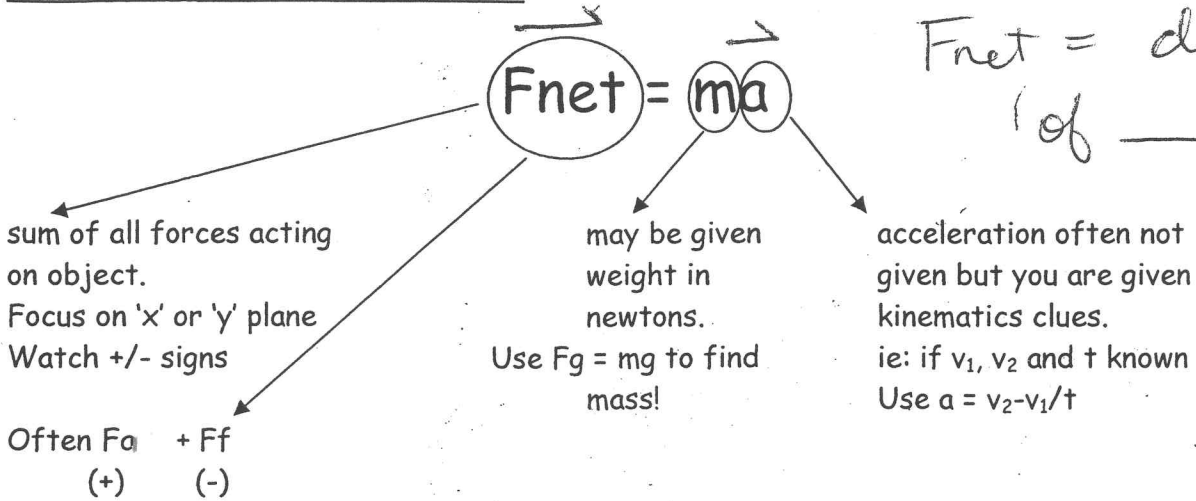 Fnet = ma
Fnet = d
of
sum of all forces acting
on object.
Focus on 'x' or 'y' plane
Watch +/- signs
Often Fa + Ff
(+) (-)
may be given
weight in
newtons.
Use Fg = mg to find
mass!
acceleration often not
given but you are given
kinematics clues.
ie: if v₁, v₂ and t known
Use a = v₂-v₁/t